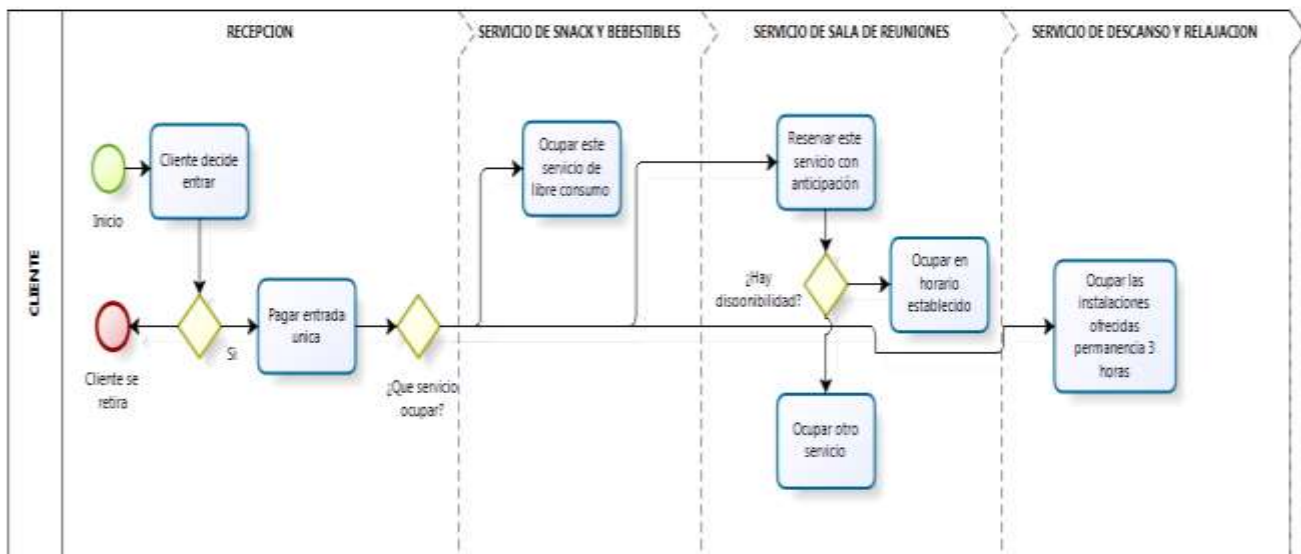 RECEPCION
SERVICIO DE SNACK Y BEBESTIBLES
SERVICIO DE SALA DE REUNIONES
SERVICIO DE DESCANSO Y RELAJACION
CLIENTE
Inicio
Cliente decide
entrar
Cliente se
retira
Si
Pagar entrada
unica
¿Que servicio
ocupar?
Ocupar este
servicio de
libre consumo
Reservar este
servicio con
anticipación
¿Hay
disponibilidad?
Ocupar en
horario
establecido
Ocupar otro
servicio
Ocupar las
instalaciones
ofrecidas
permanencia 3
horas